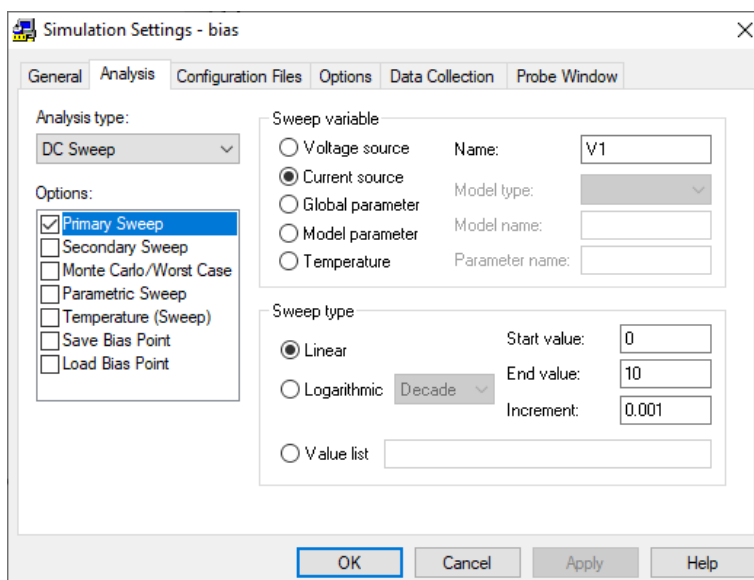 Simulation Settings - bias
General Analysis Configuration Files Options Data Collection Probe Window
Analysis type:
DC Sweep
Options:
Primary Sweep
Secondary Sweep
Monte Carlo/Worst Case
Parametric Sweep
Temperature (Sweep)
Save Bias Point
Load Bias Point
Sweep variable
Voltage source
Current source
Global parameter
Model parameter
Temperature
Name: V1
Model type:
Model name:
Parameter name:
Sweep type
Linear
Logarithmic Decade
Value list
Start value: 0
End value: 10
Increment: 0.001
OK Cancel Apply Help